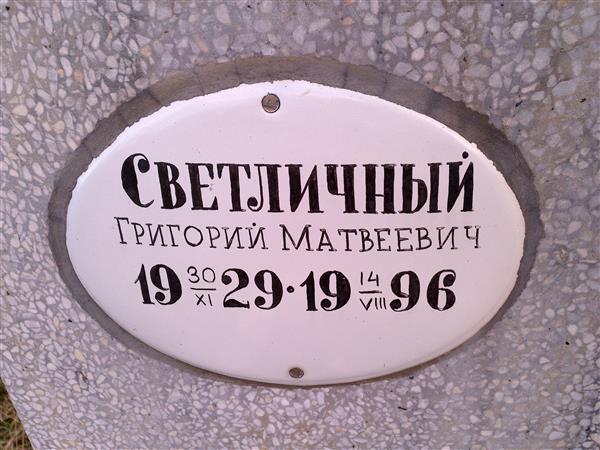 СВЕТЛИЧНЫЙ
ГРИГОРИЙ МАТВЕЕВИЧ
19 30/XI 29·19 14/VIII 96